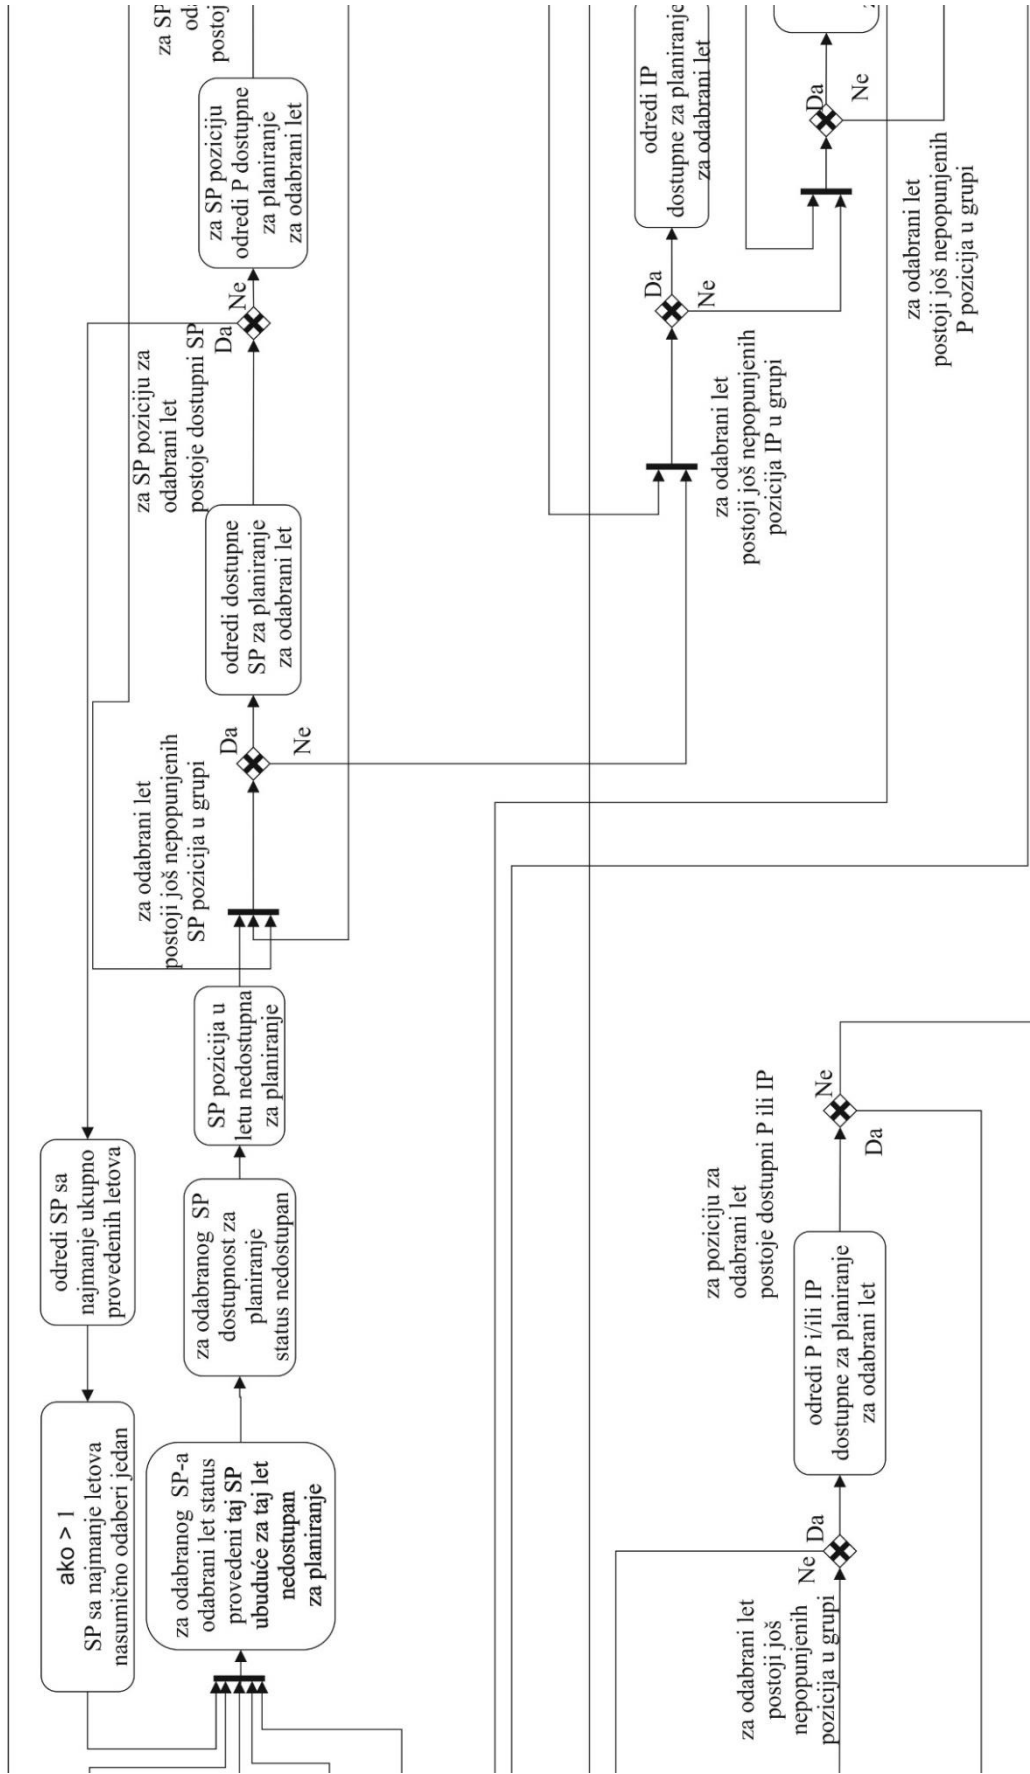 ako > 1
SP sa najmanje letova
nasumično odaberi jedan
odredi SP sa
najmanje ukupno
provedenih letova
za odabranog SP-a
odabrani let status
provedeni taj SP
ubuduće za taj let
nedostupan
za planiranje
za odabranog SP
dostupnost za
planiranje
status nedostupan
SP pozicija u
letu nedostupna
za planiranje
za odabrani let
postoji još nepopunjenih
SP pozicija u grupi
Da
Ne
odredi dostupne
SP za planiranje
za odabrani let
za SP poziciju za
odabrani let
postoje dostupni SP
Da
Ne
za SP poziciju
odredi P dostupne
za planiranje
za odabrani let
za SP
za odabrani let
postoji još nepopunjenih
pozicija IP u grupi
Da
Ne
odredi IP
dostupne za planiranje
za odabrani let
za odabrani let
postoji još nepopunjenih
P pozicija u grupi
Da
Ne
za odabrani let
postoji još
nepopunjenih
pozicija u grupi
Ne
Da
odredi P i/ili IP
dostupne za planiranje
za odabrani let
za poziciju za
odabrani let
postoje dostupni P ili IP
Ne
Da